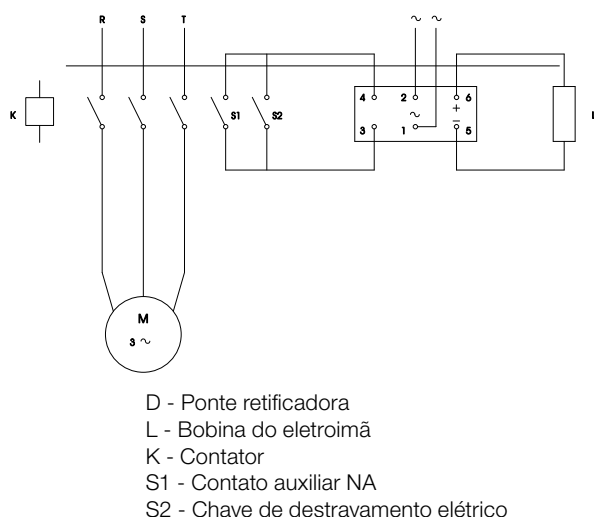 R S T ~ ~
K
S1 S2
4 2 6
~ +
3 1 – 5
M
3 ~
D - Ponte retificadora
L - Bobina do eletroimã
K - Contator
S1 - Contato auxiliar NA
S2 - Chave de destravamento elétrico